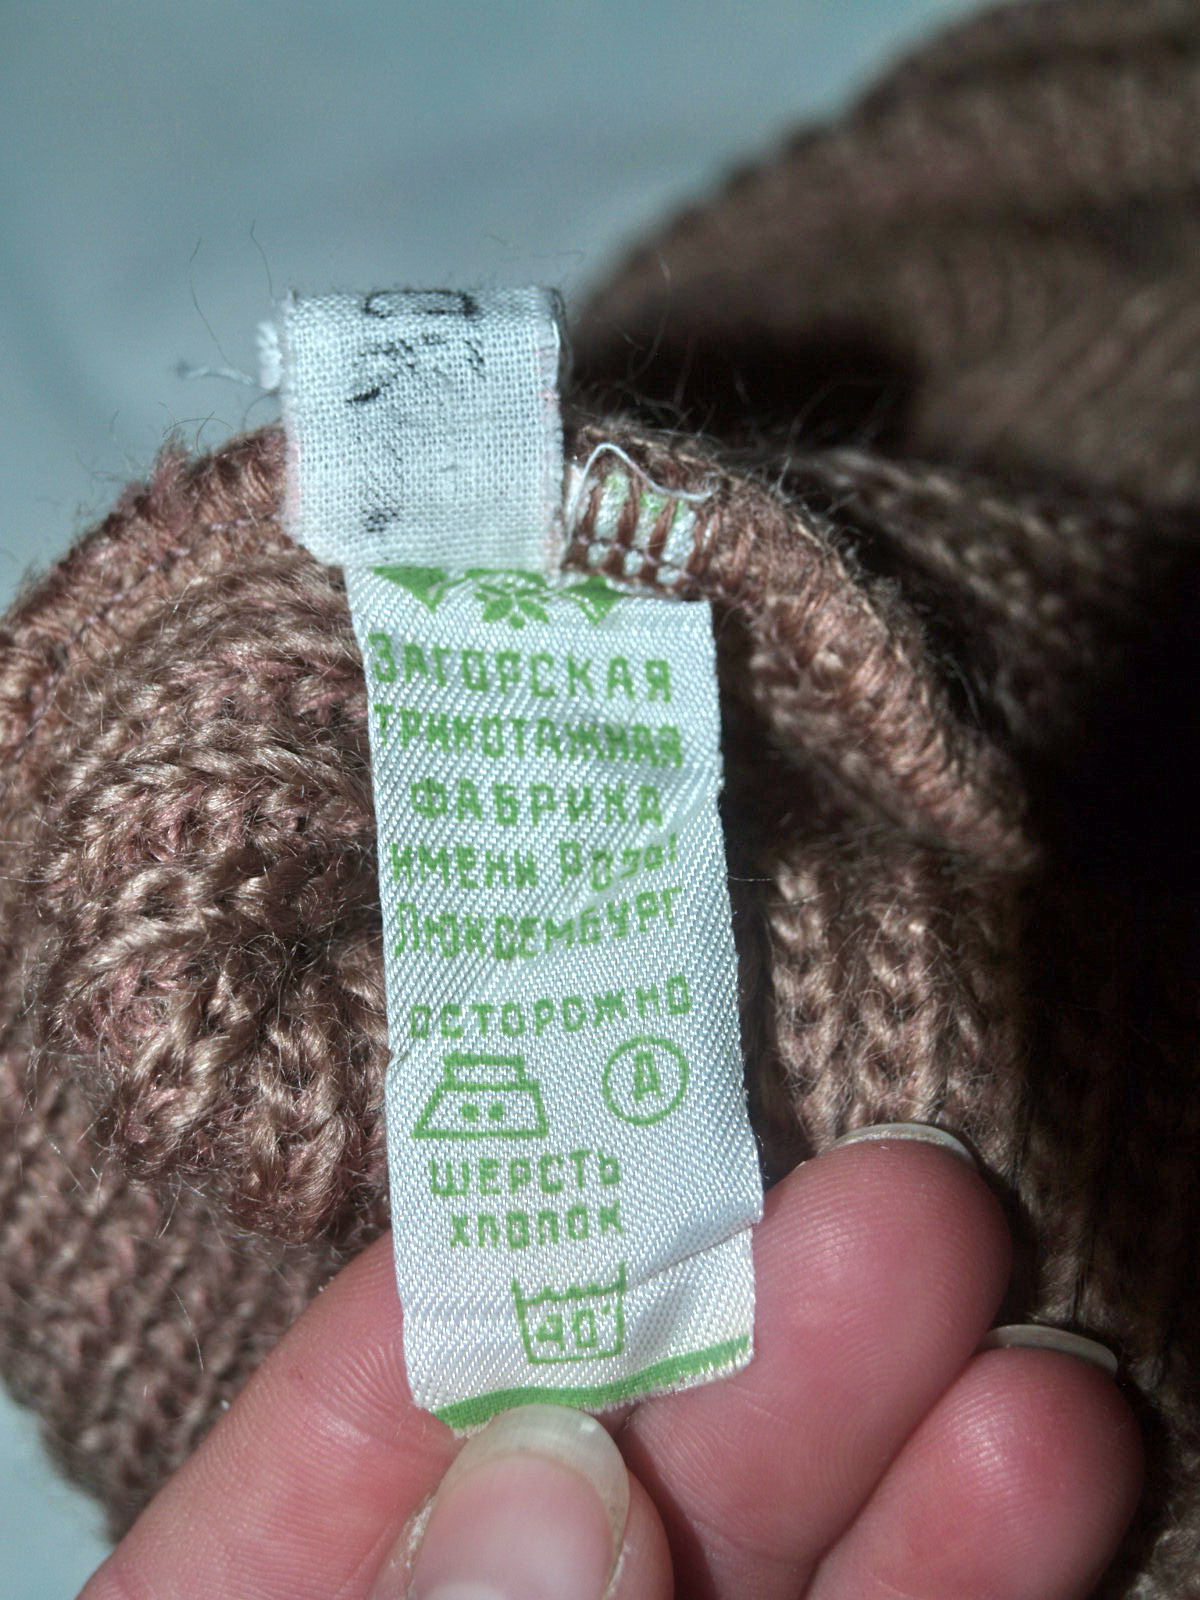 ЗАГОРСКАЯ
ТРИКОТАЖНАЯ
ФАБРИКА
ИМЕНИ РОЗЫ
ЛЮКСЕМБУРГ
ОСТОРОЖНО
Д
ШЕРСТЬ
ХЛОПОК
40°